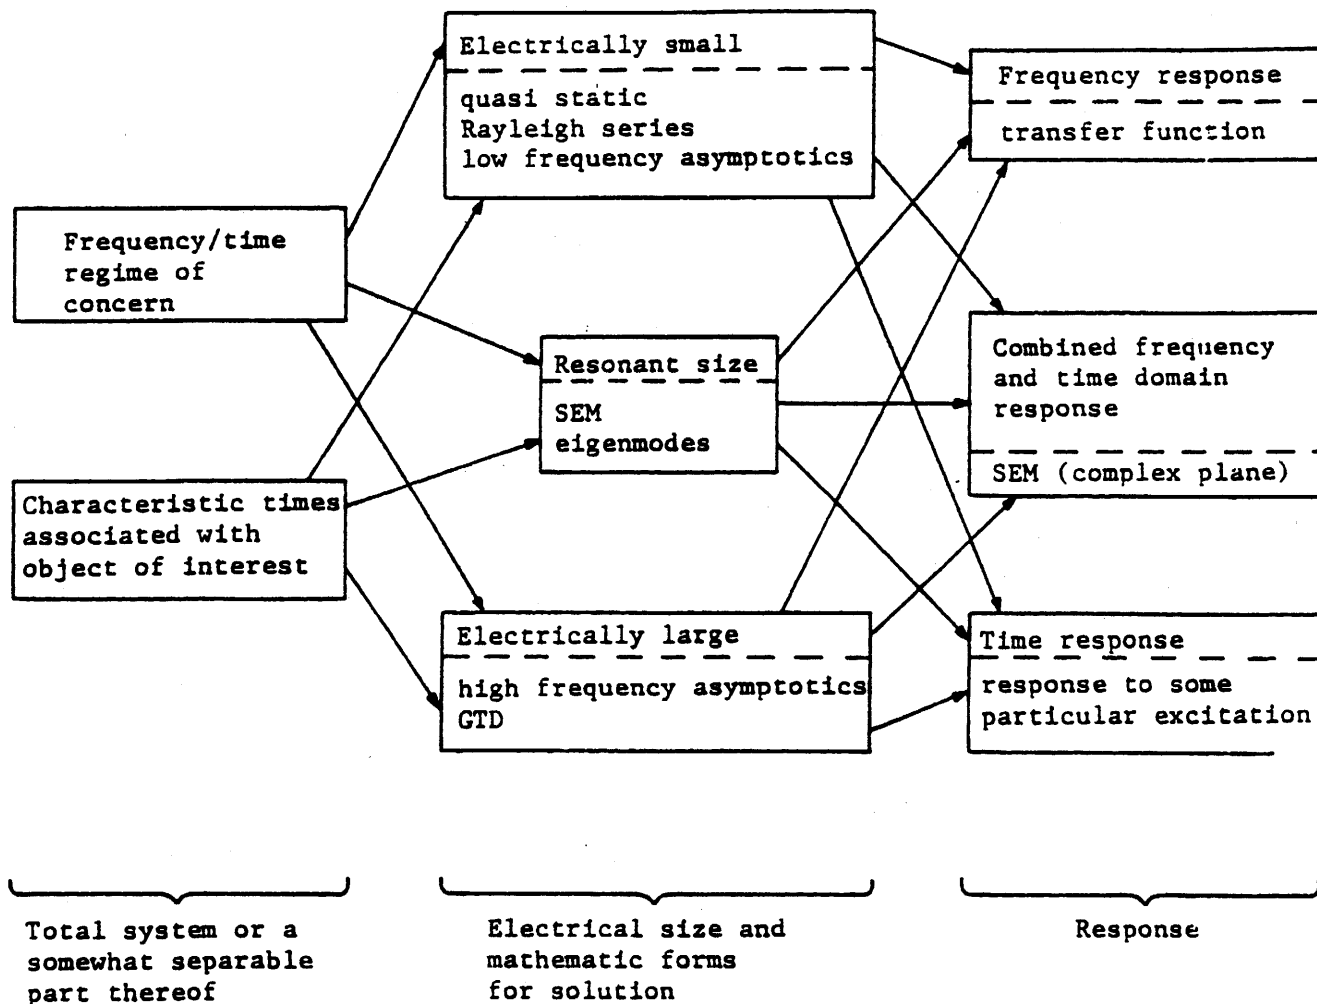 Frequency/time
regime of
concern
Characteristic times
associated with
object of interest
Electrically small
quasi static
Rayleigh series
low frequency asymptotics
Resonant size
SEM
eigenmodes
Electrically large
high frequency asymptotics
GTD
Frequency response
transfer function
Combined frequency
and time domain
response
SEM (complex plane)
Time response
response to some
particular excitation
Total system or a
somewhat separable
part thereof
Electrical size and
mathematic forms
for solution
Response